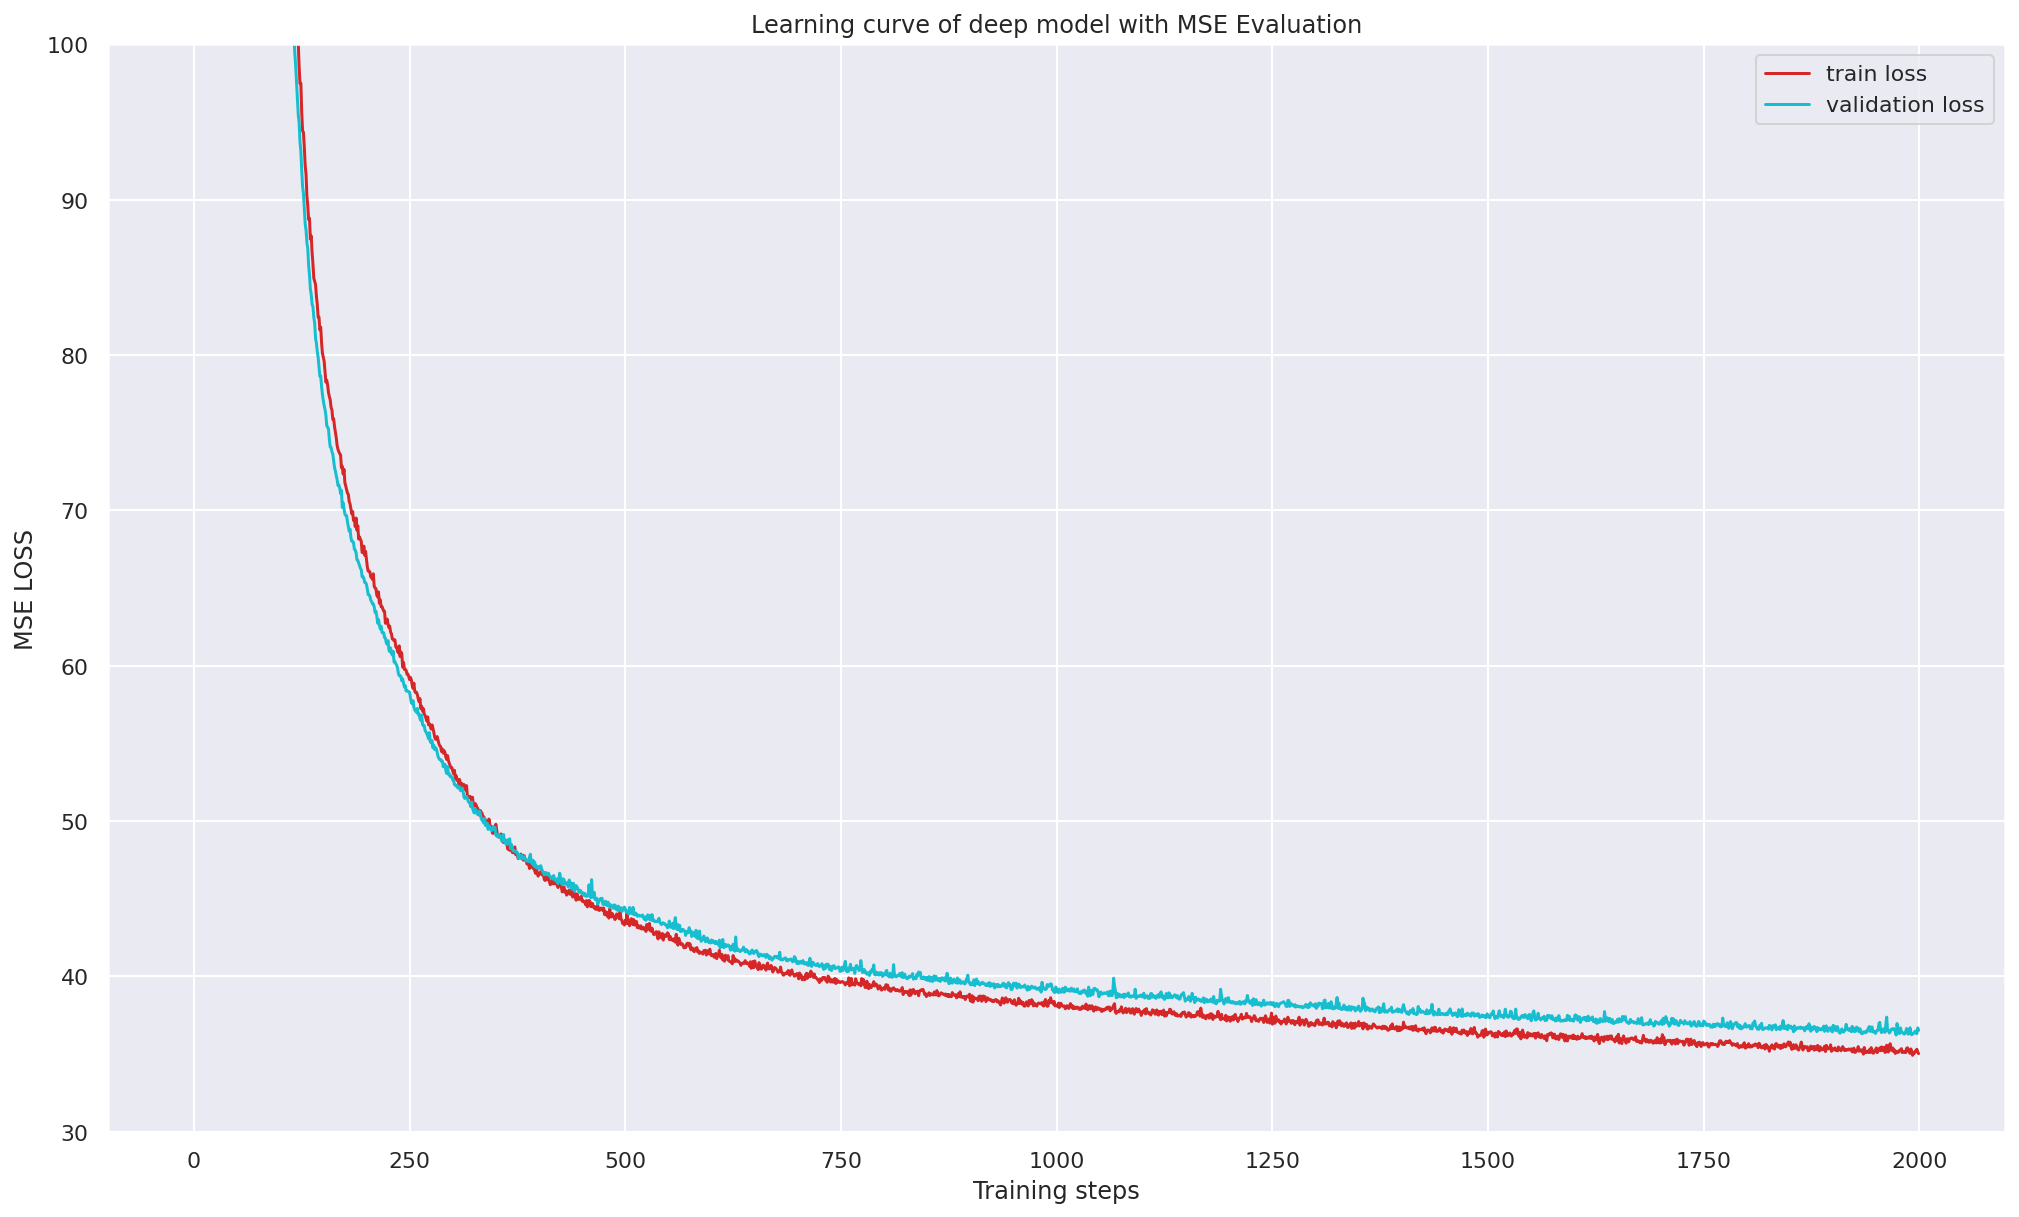 Learning curve of deep model with MSE Evaluation
train loss
validation loss
MSE LOSS
100
90
80
70
60
50
40
30
0 250 500 750 1000 1250 1500 1750 2000
Training steps